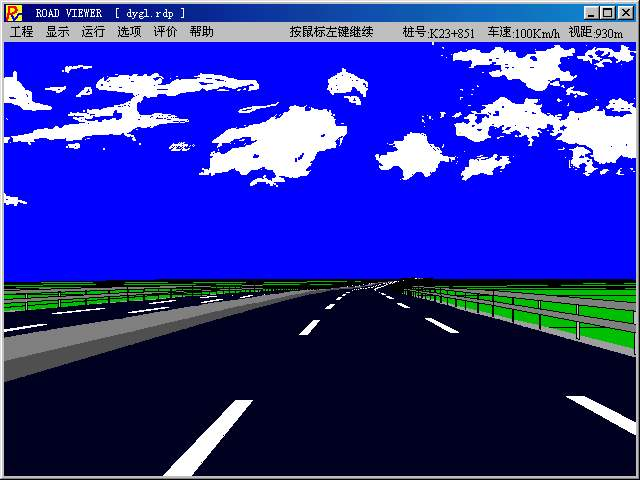 ROAD VIEWER [ dygl.rdp ]
工程 显示 运行 选项 评价 帮助 按鼠标左键继续 桩号:K23+851 车速:100Km/h 视距:930m